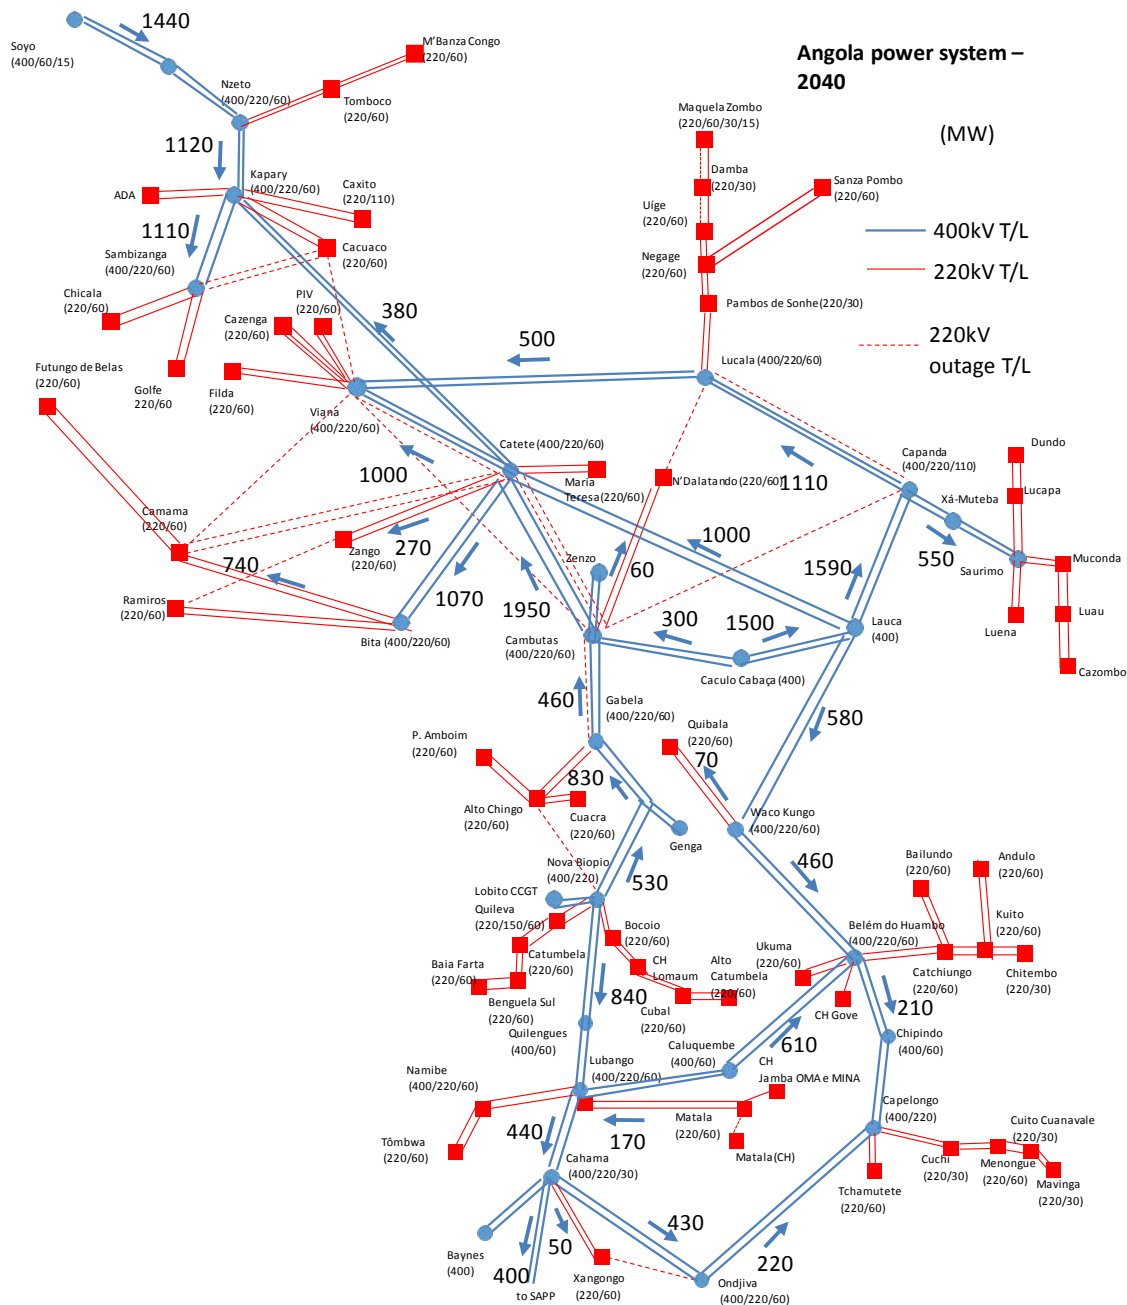 Angola power system –
2040
(MW)
400kV T/L
220kV T/L
220kV
outage T/L
1440
Soyo
(400/60/15)
M'Banza Congo
(220/60)
Nzeto
(400/220/60)
Tomboco
(220/60)
Maquela Zombo
(220/60/30/15)
1120
Kapary
(400/220/60)
Caxito
(220/110)
ADA
Damba
(220/30)
Sanza Pombo
(220/60)
Uíge
(220/60)
1110
Sambizanga
(400/220/60)
Cacuaco
(220/60)
Negage
(220/60)
Chicala
(220/60)
PIV
(220/60)
Cazenga
(220/60)
380
Pambos de Sonhe (220/30)
500
Futungo de Belas
(220/60)
Golfe
220/60
Filda
(220/60)
Lucala (400/220/60)
Viana
(400/220/60)
Catete (400/220/60)
Capanda
(400/220/110)
Dundo
1000
Maria
Teresa (220/60)
N'Dalatando (220/60)
1110
Lucapa
Xá-Muteba
Camama
(220/60)
Zango
(220/60)
270
1000
550
Saurimo
Muconda
740
Zenzo
60
1590
Ramiros
(220/60)
1070
1950
300
1500
Lauca
(400)
Luena
Luau
Bita (400/220/60)
Cambutas
(400/220/60)
Caculo Cabaça (400)
Cazombo
460
Gabela
(400/220/60)
580
P. Amboim
(220/60)
Quibala
(220/60)
70
830
Alto Chingo
(220/60)
Cuacra
(220/60)
Waco Kungo
(400/220/60)
Genga
Nova Biopio
(400/220)
530
460
Bailundo
(220/60)
Andulo
(220/60)
Lobito CCGT
Quileva
(220/150/60)
Bocoio
(220/60)
Belém do Huambo
(400/220/60)
Kuito
(220/60)
Catumbela
(220/60)
CH
Lomaum
Alto
Catumbela
(220/60)
Ukuma
(220/60)
Baia Farta
(220/60)
Catchiungo
(220/60)
Chitembo
(220/30)
Benguela Sul
(220/60)
840
Cubal
(220/60)
CH Gove
210
Quilengues
(400/60)
Caluquembe
(400/60)
610
Chipindo
(400/60)
Lubango
(400/220/60)
CH
Jamba OMA e MINA
Namibe
(400/220/60)
Matala
(220/60)
Capelongo
(400/220)
440
170
Cuito Cuanavale
(220/30)
Tômbwa
(220/60)
Matala (CH)
Cahama
(400/220/30)
Tchamutete
(220/60)
Cuchi
(220/30)
Menongue
(220/60)
Mavinga
(220/30)
430
Baynes
(400)
50
220
400
to SAPP
Xangongo
(220/60)
Ondjiva
(400/220/60)